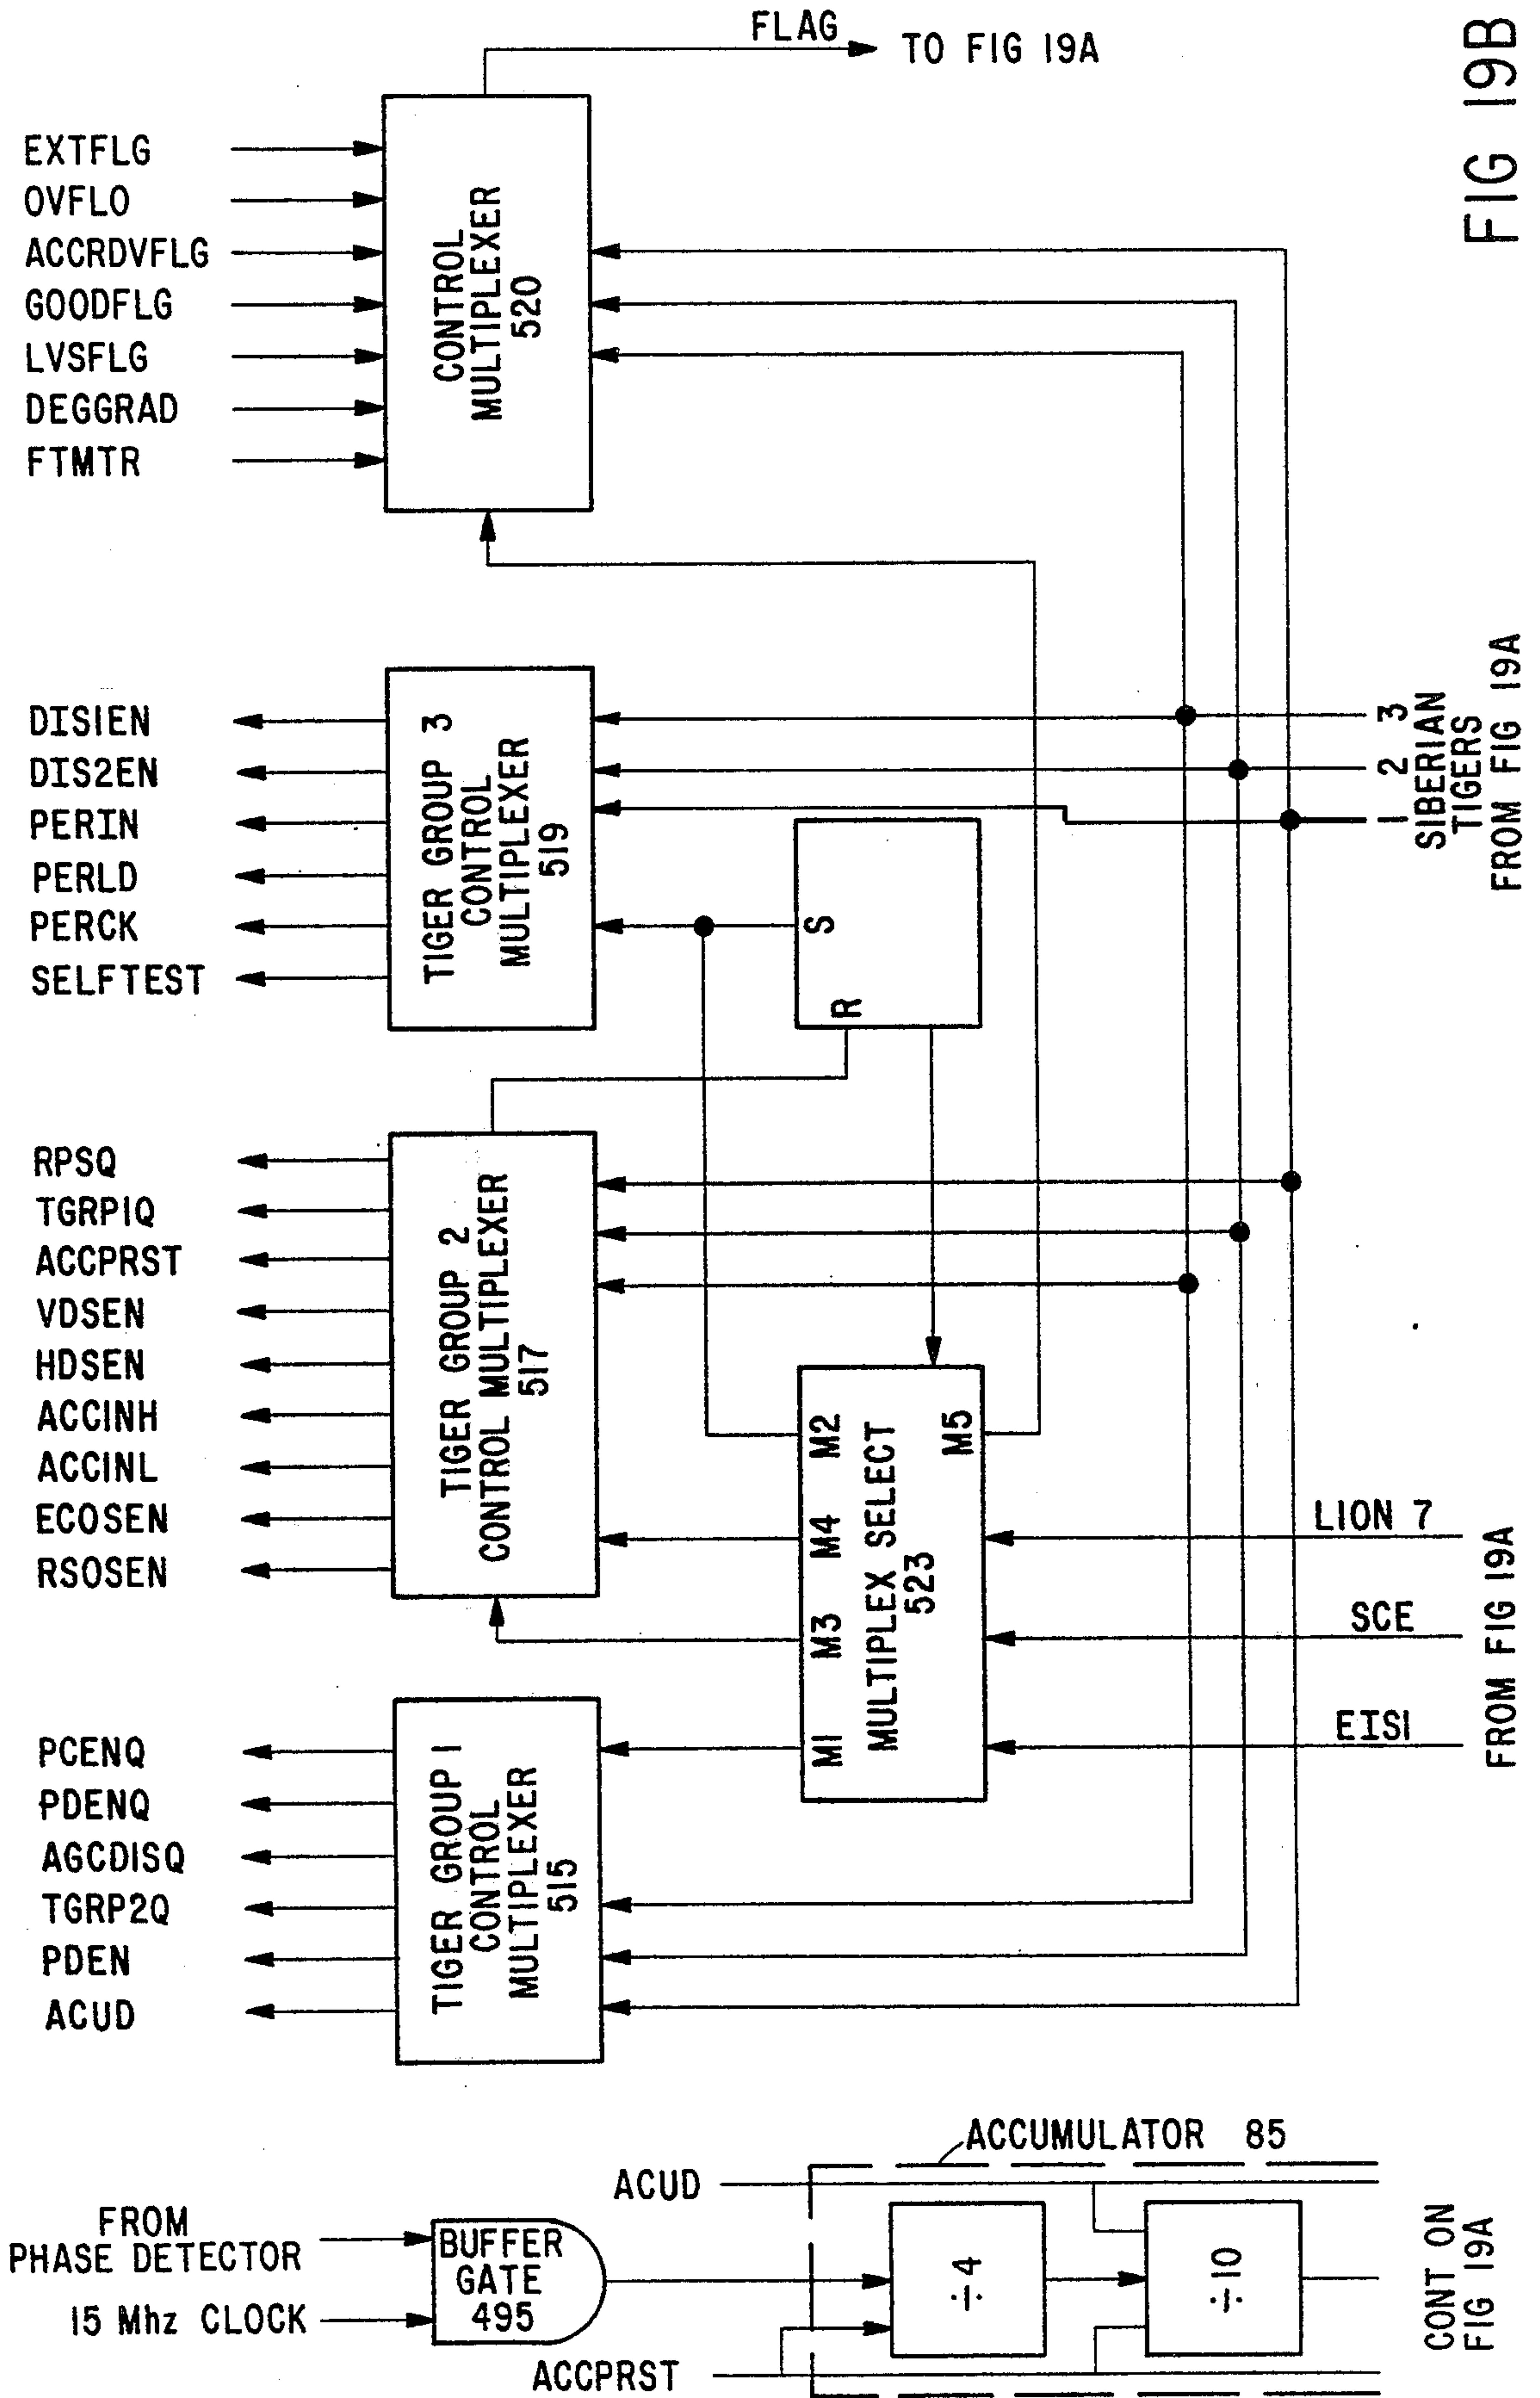 FIG 19B
FLAG
TO FIG 19A
EXTFLG
OVFLO
ACCRDVFLG
GOODFLG
LVSFLG
DEGGRAD
FTMTR
CONTROL
MULTIPLEXER
520
DIS1EN
DIS2EN
PERIN
PERLD
PERCK
SELFTEST
TIGER GROUP 3
CONTROL
MULTIPLEXER
519
S
R
1
2
3
SIBERIAN
TIGERS
FROM FIG 19A
RPSQ
TGRP1Q
ACCPRST
VDSEN
HDSEN
ACCINH
ACCINL
ECOSEN
RSOSEN
TIGER GROUP 2
CONTROL MULTIPLEXER
517
M1
M3
M4
M2
M5
MULTIPLEX SELECT
523
LION 7
SCE
EISI
FROM FIG 19A
PCENQ
PDENQ
AGCDISQ
TGRP2Q
PDEN
ACUD
TIGER GROUP 1
CONTROL
MULTIPLEXER
515
ACCUMULATOR 85
ACUD
FROM
PHASE DETECTOR
15 Mhz CLOCK
BUFFER
GATE
495
÷4
÷10
ACCPRST
CONT ON
FIG 19A